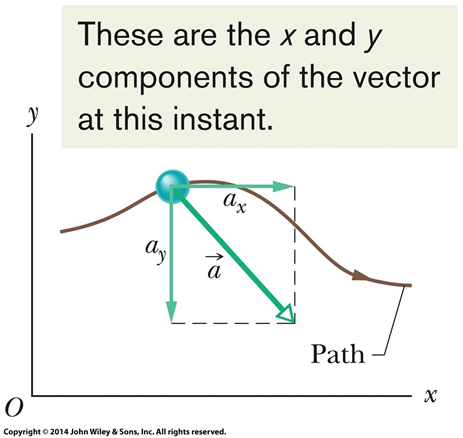 These are the x and y
components of the vector
at this instant.
y
aₓ
a_y
a⃗
Path
x
O
Copyright © 2014 John Wiley & Sons, Inc. All rights reserved.